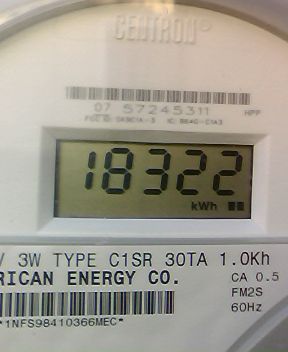 CENTRON®
07 57245311 HPP
18322
kWh
V 3W TYPE C1SR 30TA 1.0Kh
RICAN ENERGY CO. CA 0.5
FM2S
60Hz
*1NFS98410366MEC*